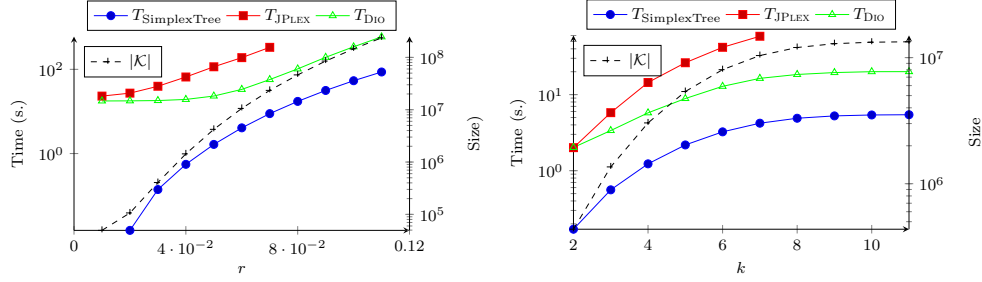 T_SimplexTree T_JPLEX T_DIO
|K|
Time (s.)
10^2
10^0
Size
10^8
10^7
10^6
10^5
0 4 · 10^−2 8 · 10^−2 0.12
r
T_SimplexTree T_JPLEX T_DIO
|K|
Time (s.)
10^1
10^0
Size
10^7
10^6
2 4 6 8 10
k